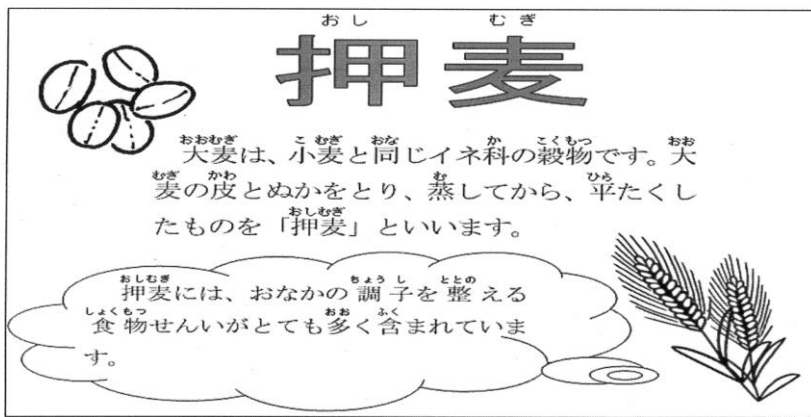 押麦
大麦は、小麦と同じイネ科の穀物です。大
麦の皮とぬかをとり、蒸してから、平たくし
たものを「押麦」といいます。
押麦には、おなかの調子を整える
食物せんいがとても多く含まれていま
す。